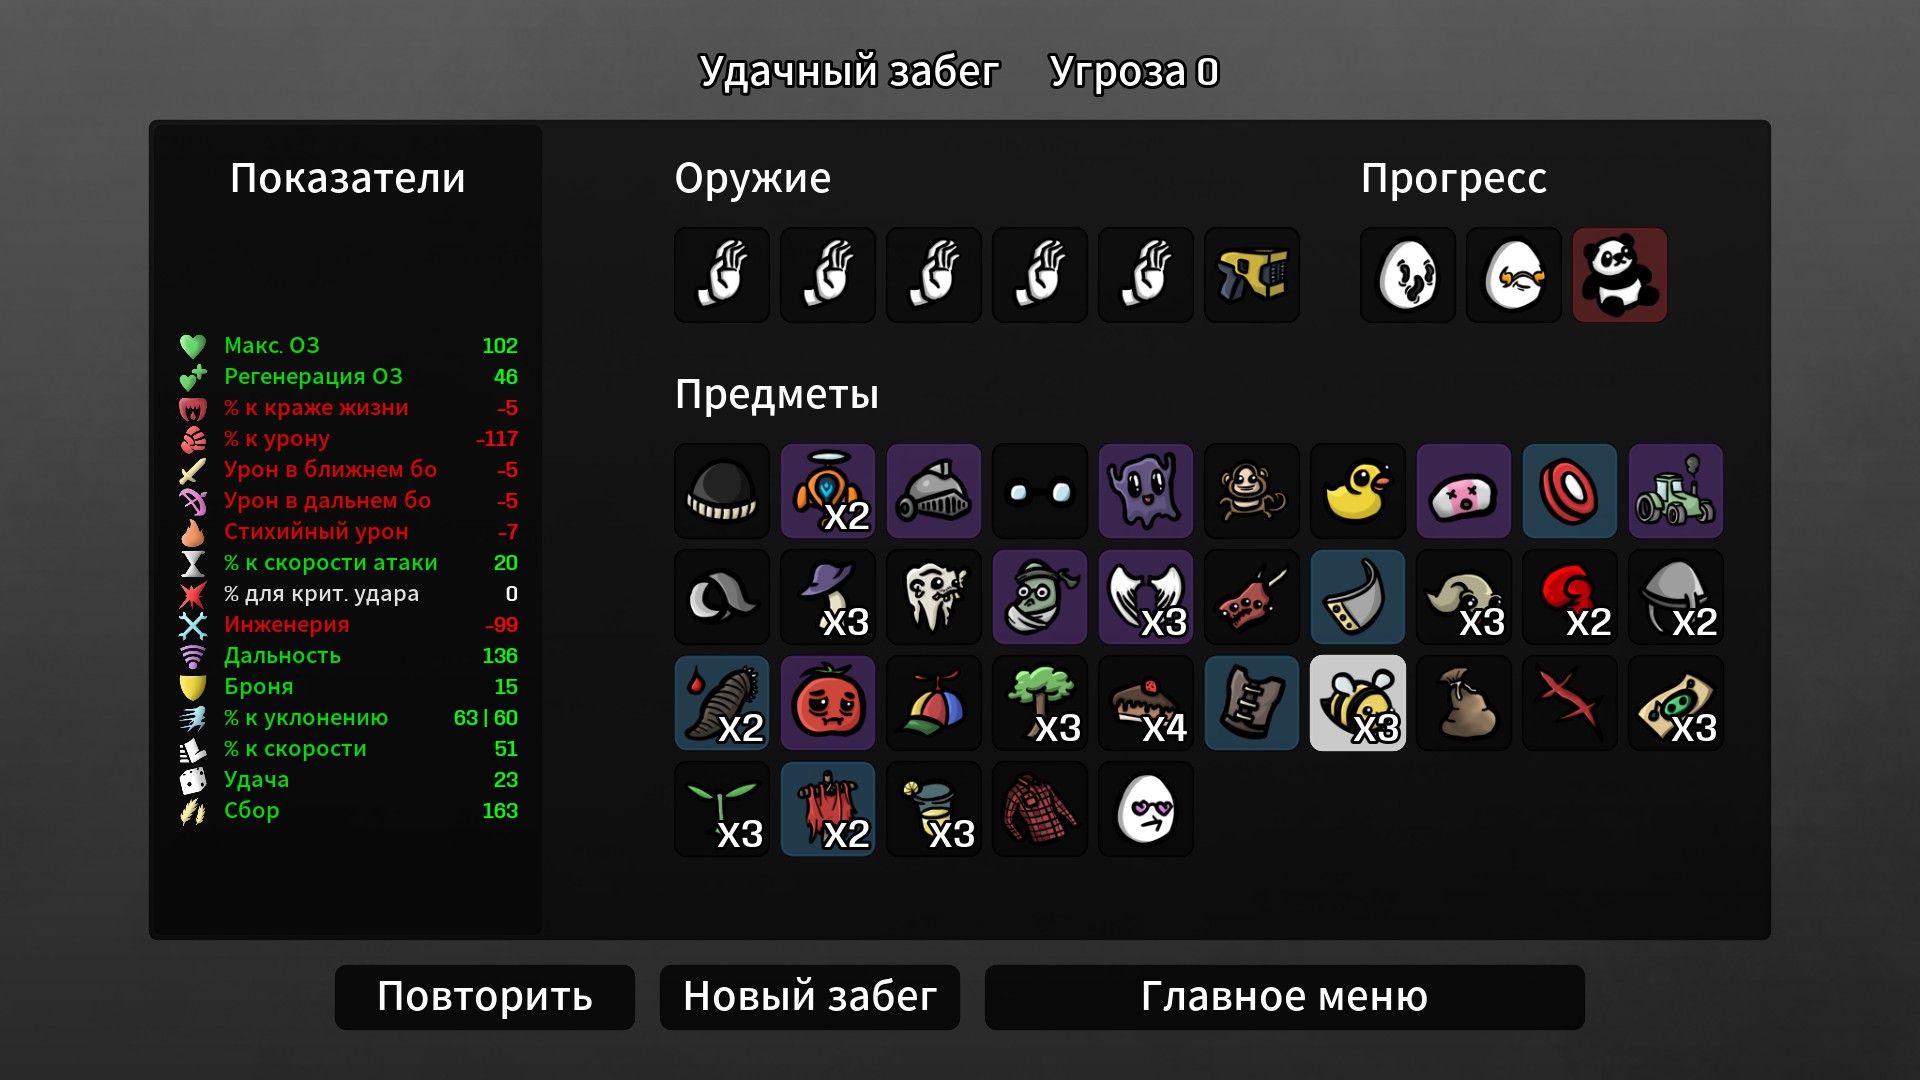 Удачный забег Угроза 0
Показатели
Оружие
Прогресс
Макс. ОЗ 102
Регенерация ОЗ 46
% к краже жизни -5
% к урону -117
Урон в ближнем бо -5
Урон в дальнем бо -5
Стихийный урон -7
% к скорости атаки 20
% для крит. удара 0
Инженерия -99
Дальность 136
Броня 15
% к уклонению 63 | 60
% к скорости 51
Удача 23
Сбор 163
Предметы
X2
X3 X3 X3 X2 X2
X2 X3 X4 X3 X3
X3 X2 X3
Повторить Новый забег Главное меню